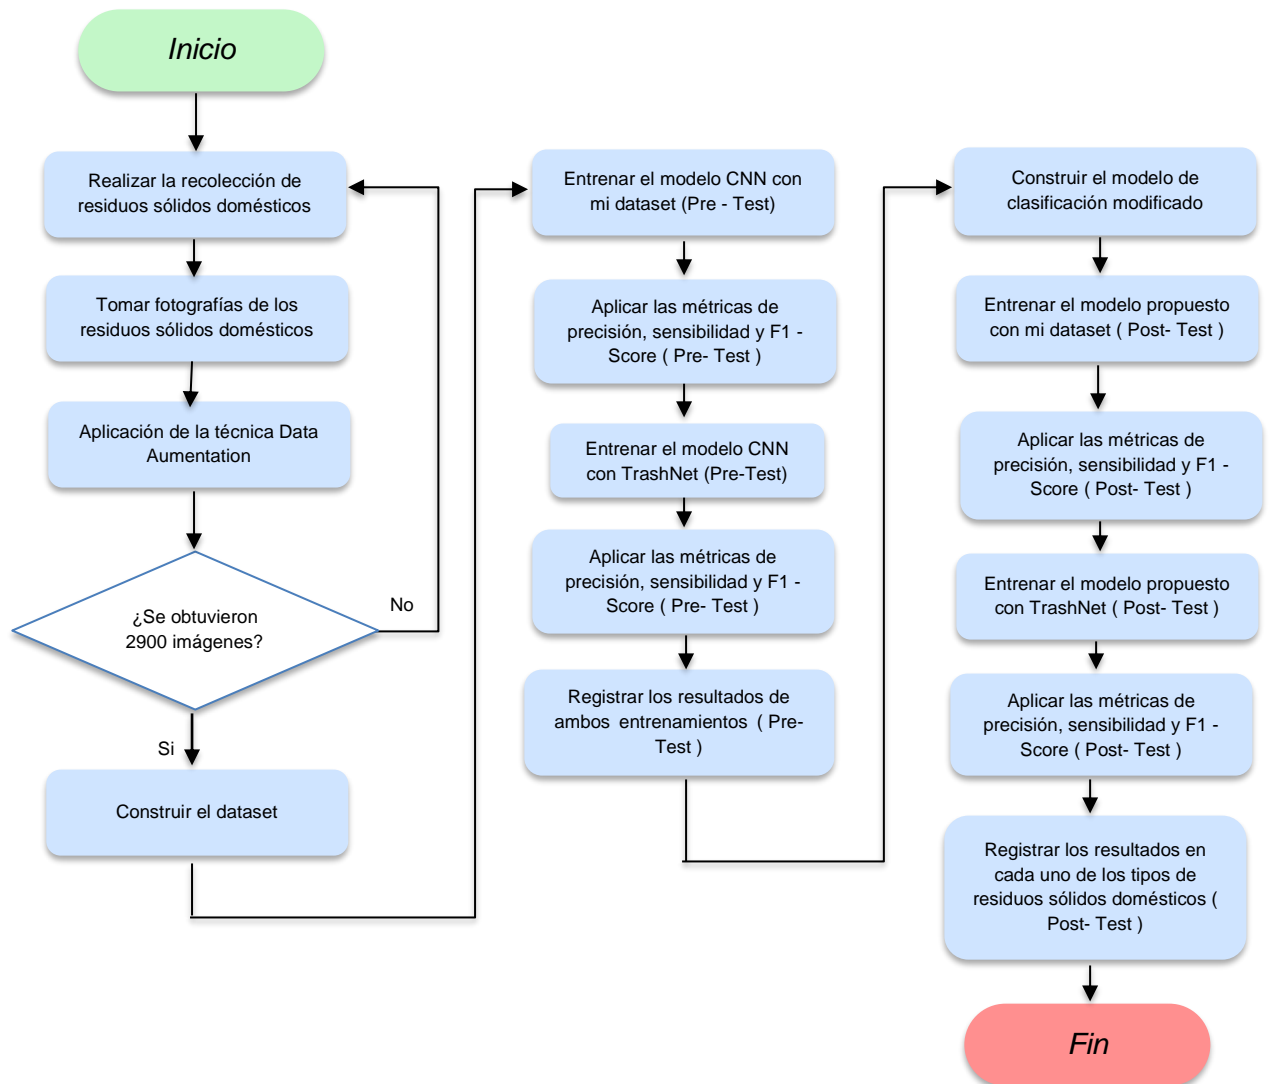 Inicio
Realizar la recolección de
residuos sólidos domésticos
Tomar fotografías de los
residuos sólidos domésticos
Aplicación de la técnica Data
Aumentation
¿Se obtuvieron
2900 imágenes?
No
Si
Construir el dataset
Entrenar el modelo CNN con
mi dataset (Pre - Test)
Aplicar las métricas de
precisión, sensibilidad y F1 -
Score ( Pre- Test )
Entrenar el modelo CNN
con TrashNet (Pre-Test)
Aplicar las métricas de
precisión, sensibilidad y F1 -
Score ( Pre- Test )
Registrar los resultados de
ambos entrenamientos ( Pre-
Test )
Construir el modelo de
clasificación modificado
Entrenar el modelo propuesto
con mi dataset ( Post- Test )
Aplicar las métricas de
precisión, sensibilidad y F1 -
Score ( Post- Test )
Entrenar el modelo propuesto
con TrashNet ( Post- Test )
Aplicar las métricas de
precisión, sensibilidad y F1 -
Score ( Post- Test )
Registrar los resultados en
cada uno de los tipos de
residuos sólidos domésticos (
Post- Test )
Fin